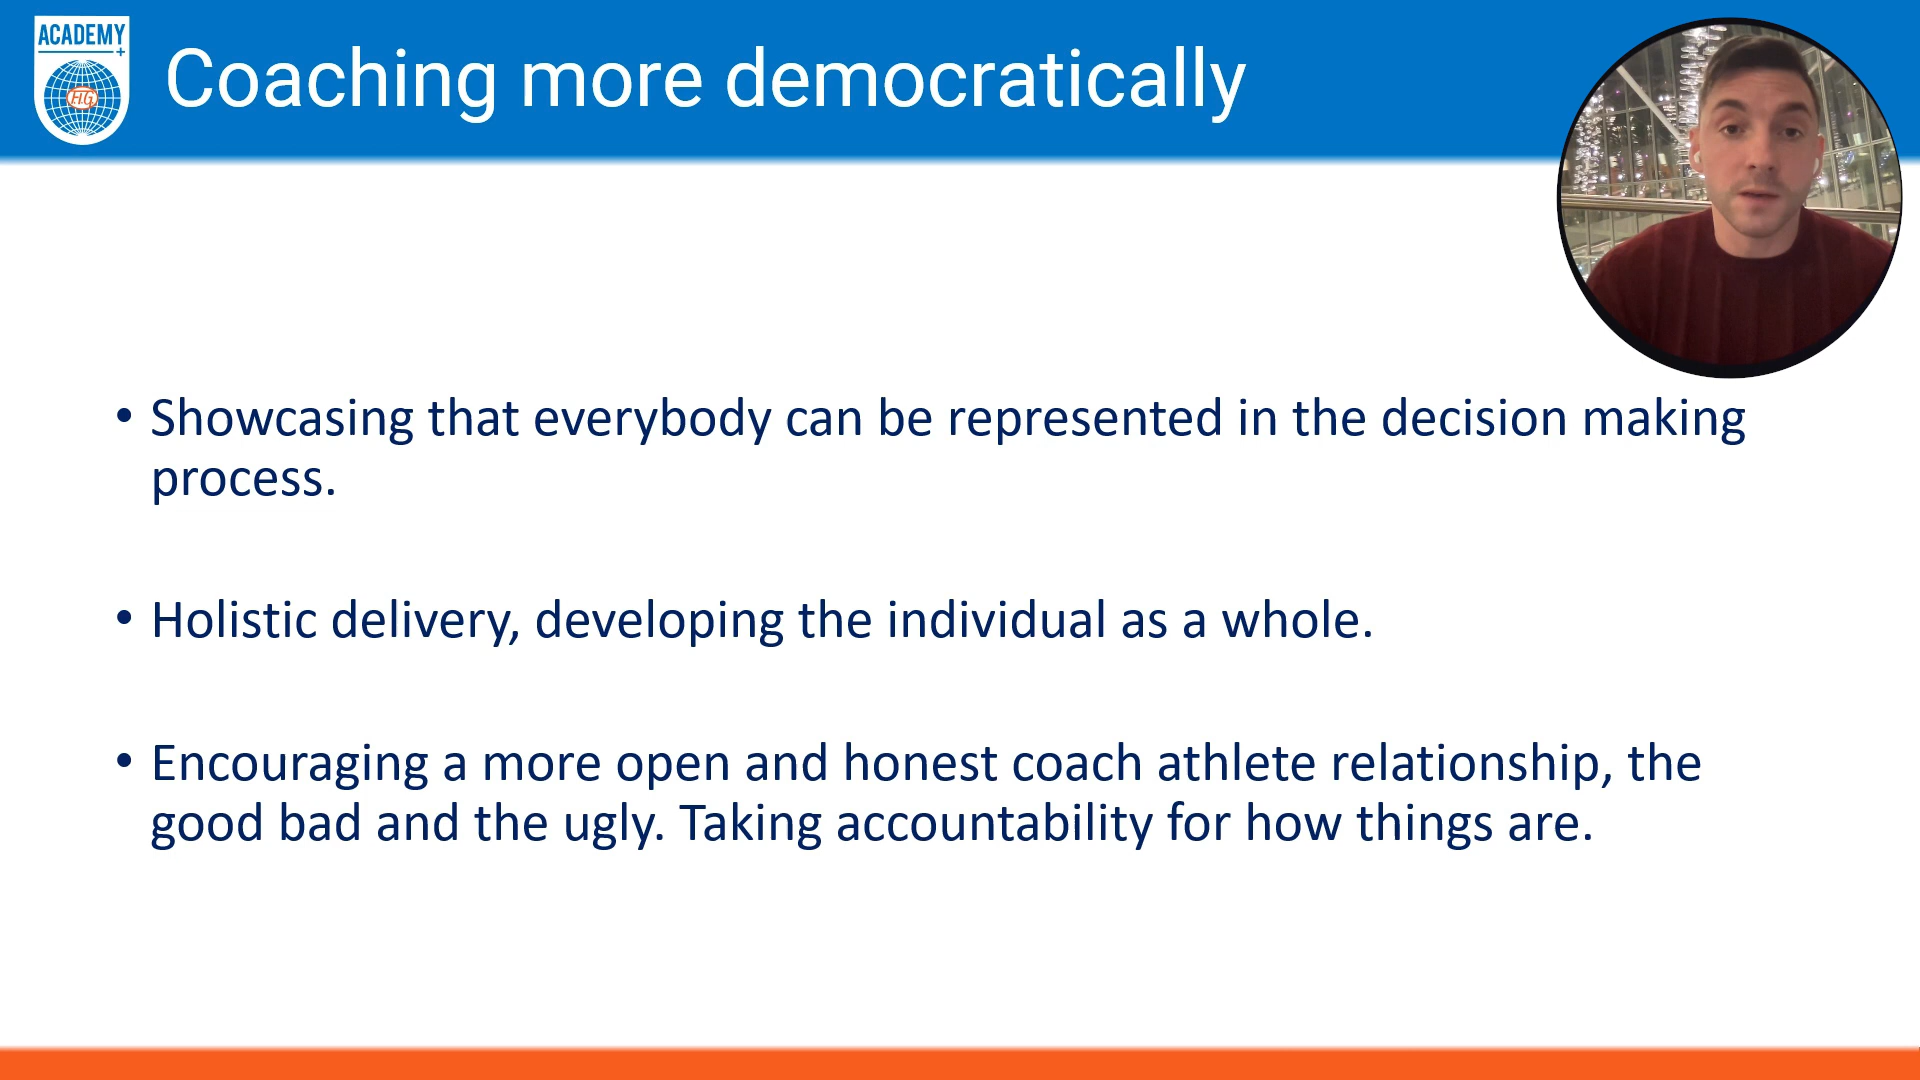 ACADEMY
+
FIG
Coaching more democratically
• Showcasing that everybody can be represented in the decision making
process.
• Holistic delivery, developing the individual as a whole.
• Encouraging a more open and honest coach athlete relationship, the
good bad and the ugly. Taking accountability for how things are.